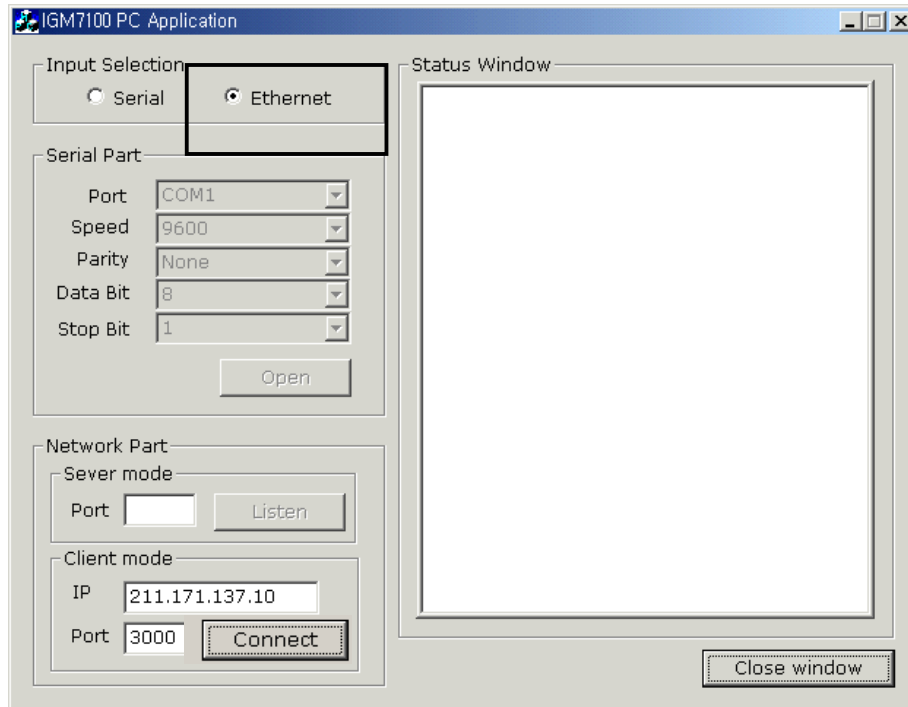 IGM7100 PC Application
Input Selection
Serial
Ethernet
Serial Part
Port COM1
Speed 9600
Parity None
Data Bit 8
Stop Bit 1
Open
Network Part
Sever mode
Port
Listen
Client mode
IP 211.171.137.10
Port 3000
Connect
Status Window
Close window